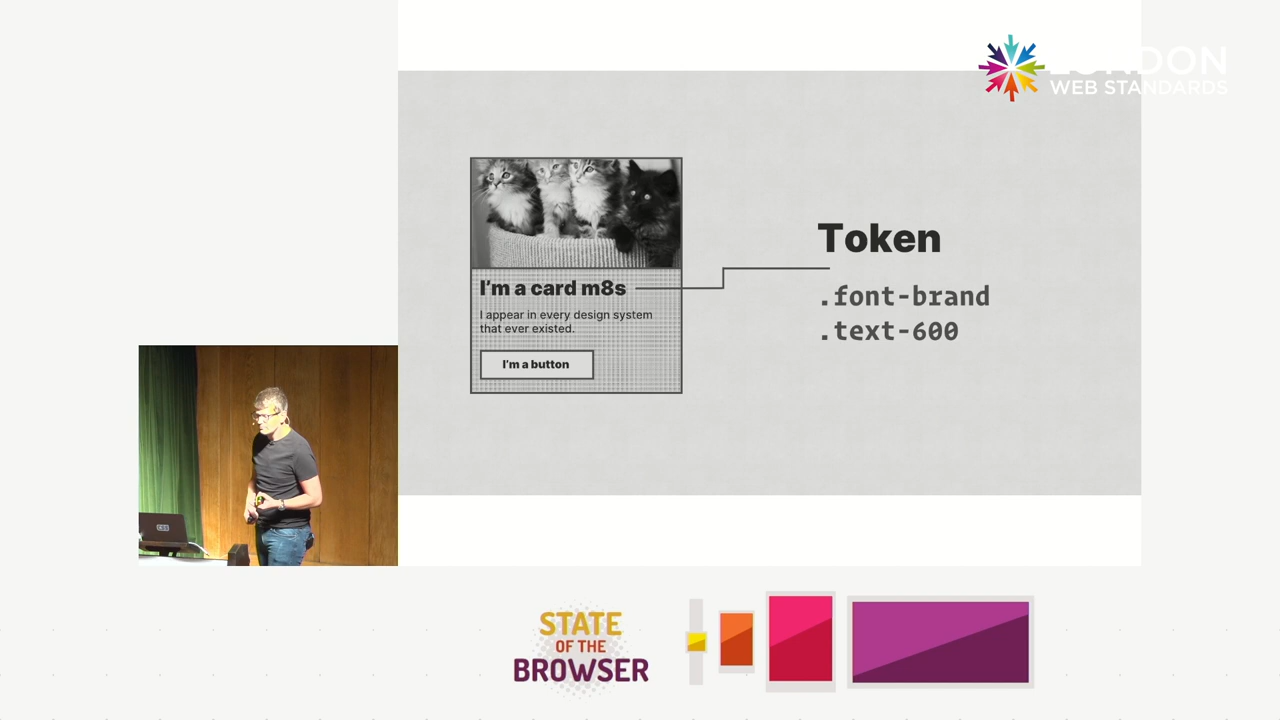 LONDON
WEB STANDARDS
I'm a card m8s
I appear in every design system
that ever existed.
I'm a button
Token
.font-brand
.text-600
STATE
OF THE
BROWSER